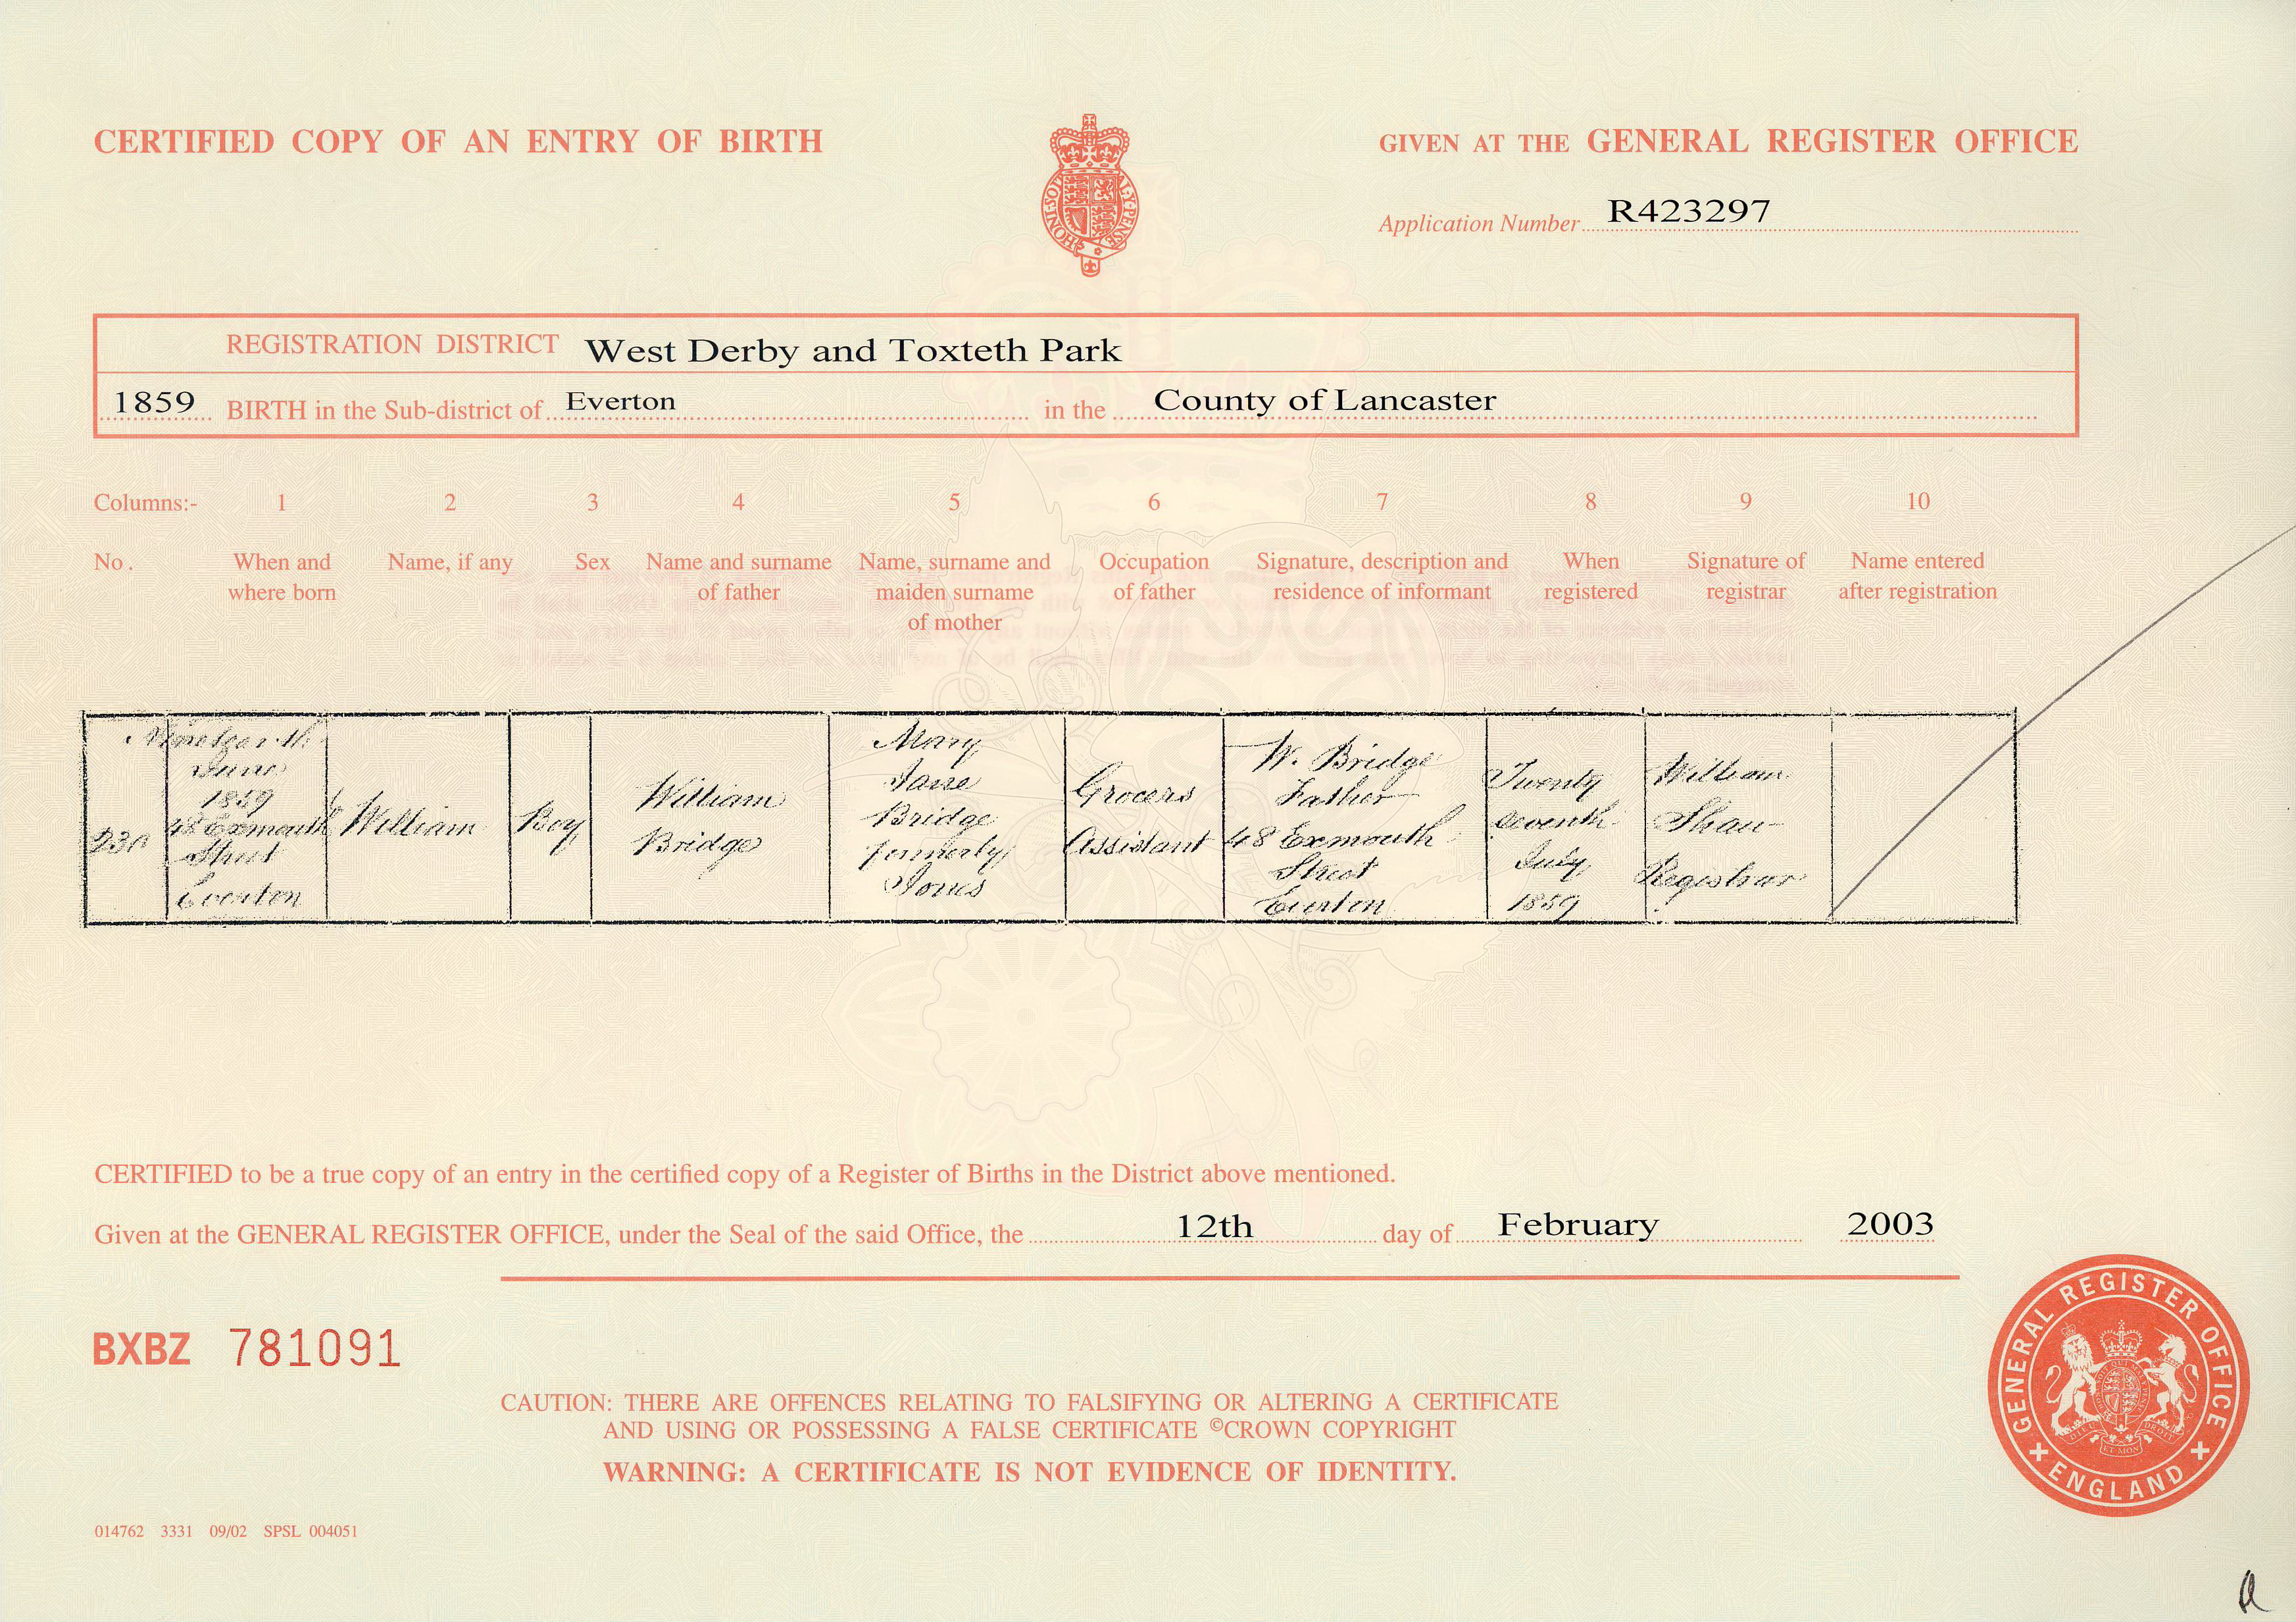 CERTIFIED COPY OF AN ENTRY OF BIRTH
GIVEN AT THE GENERAL REGISTER OFFICE
HONI·SOI AL·Y·PENSE
Application Number R423297
REGISTRATION DISTRICT West Derby and Toxteth Park
1859 BIRTH in the Sub-district of Everton in the County of Lancaster
Columns:- 1 2 3 4 5 6 7 8 9 10
No. When and where born Name, if any Sex Name and surname of father Name, surname and maiden surname of mother Occupation of father Signature, description and residence of informant When registered Signature of registrar Name entered after registration
June
1859
48 Exmouth
Street
Everton
William
Boy
William
Bridge
Mary
Jane
Bridge
formerly
Jones
Grocers
Assistant
W. Bridge
Father
48 Exmouth
Street
Everton
Twenty
seventh
July
1859
William
Shaw
Registrar
CERTIFIED to be a true copy of an entry in the certified copy of a Register of Births in the District above mentioned.
Given at the GENERAL REGISTER OFFICE, under the Seal of the said Office, the 12th day of February 2003
BXBZ 781091
GENERAL REGISTER OFFICE
ENGLAND
CAUTION: THERE ARE OFFENCES RELATING TO FALSIFYING OR ALTERING A CERTIFICATE
AND USING OR POSSESSING A FALSE CERTIFICATE ©CROWN COPYRIGHT
WARNING: A CERTIFICATE IS NOT EVIDENCE OF IDENTITY.
014762 3331 09/02 SPSL 004051